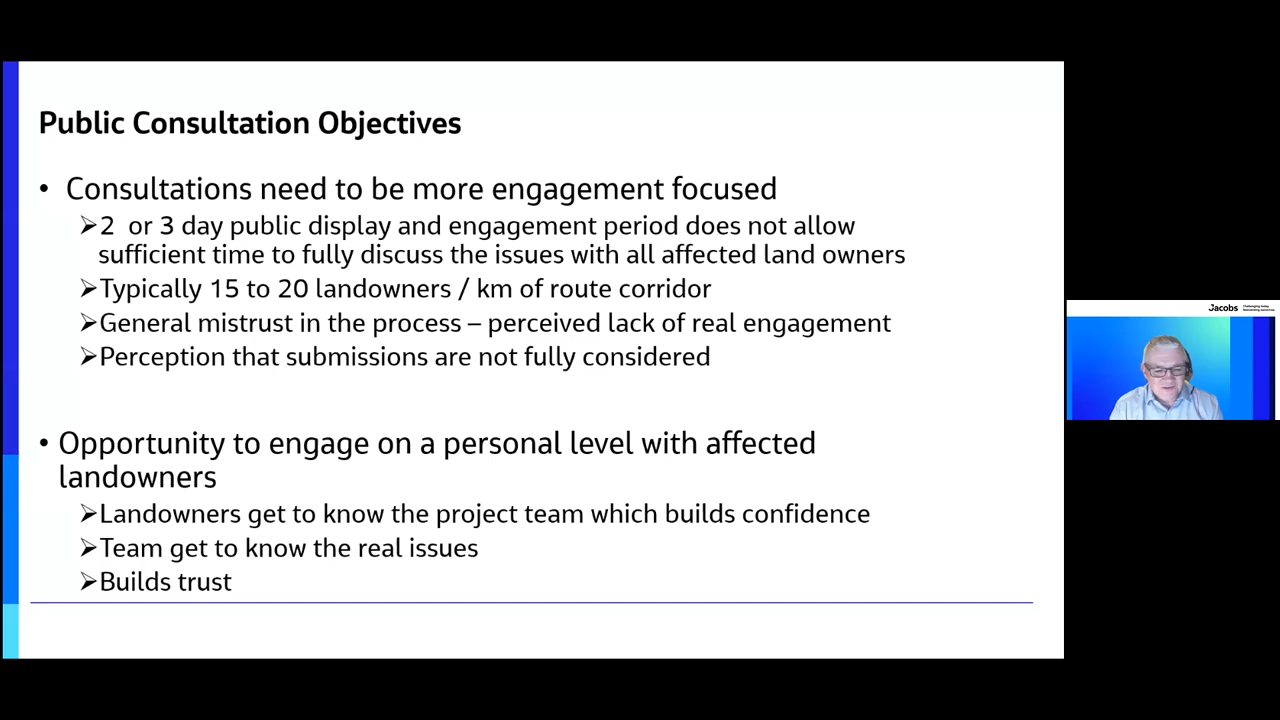 Public Consultation Objectives
• Consultations need to be more engagement focused
➢2 or 3 day public display and engagement period does not allow
sufficient time to fully discuss the issues with all affected land owners
➢Typically 15 to 20 landowners / km of route corridor
➢General mistrust in the process – perceived lack of real engagement
➢Perception that submissions are not fully considered
• Opportunity to engage on a personal level with affected
landowners
➢Landowners get to know the project team which builds confidence
➢Team get to know the real issues
➢Builds trust
Jacobs
Challenging today.
Reinventing tomorrow.